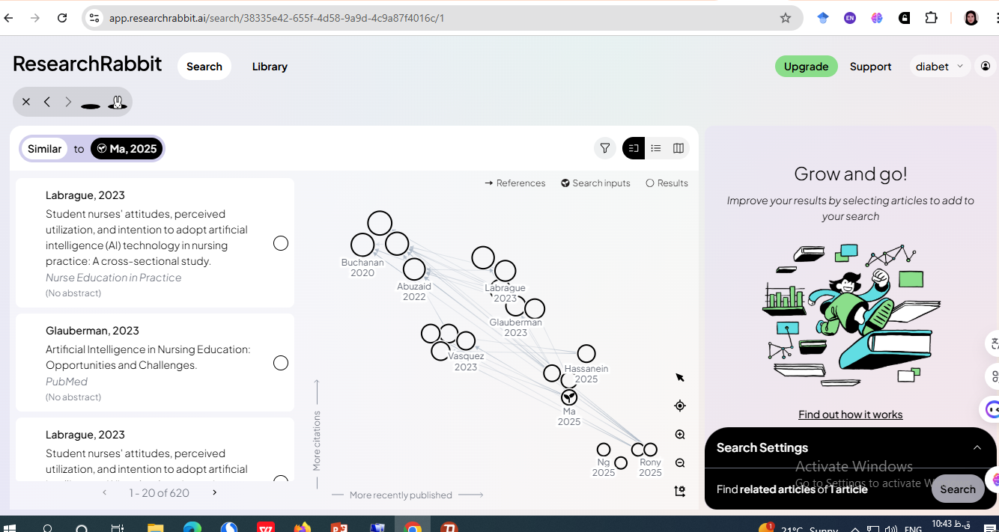 app.researchrabbit.ai/search/38335e42-655f-4d58-9a9d-4c9a87f4016c/1
EN
ResearchRabbit
Search
Library
Upgrade
Support
diabet
Similar to Ma, 2025
References
Search inputs
Results
Labrague, 2023
Student nurses' attitudes, perceived
utilization, and intention to adopt artificial
intelligence (AI) technology in nursing
practice: A cross-sectional study.
Nurse Education in Practice
(No abstract)
Glauberman, 2023
Artificial Intelligence in Nursing Education:
Opportunities and Challenges.
PubMed
(No abstract)
Labrague, 2023
Student nurses' attitudes, perceived
utilization, and intention to adopt artificial
1 - 20 of 620
Buchanan
2020
Abuzaid
2022
Labrague
2023
Glauberman
2023
Vasquez
2023
Hassanein
2025
Ma
2025
Ng
2025
Rony
2025
More citations
More recently published
Grow and go!
Improve your results by selecting articles to add to
your search
Find out how it works
Search Settings
Activate Windows
Go to Settings to activate W
Find related articles of 1 article
Search
1
21°C Sunny
ENG
10:43 ق.ظ